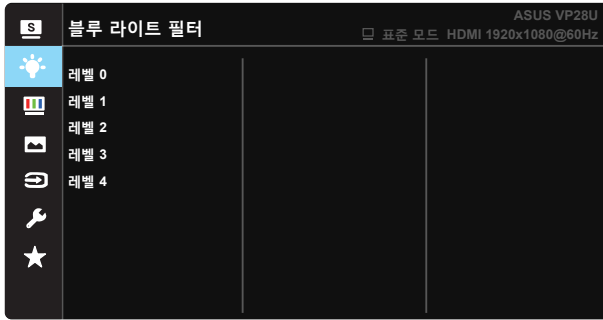 S
블루 라이트 필터
ASUS VP28U
표준 모드 HDMI 1920x1080@60Hz
레벨 0
레벨 1
레벨 2
레벨 3
레벨 4